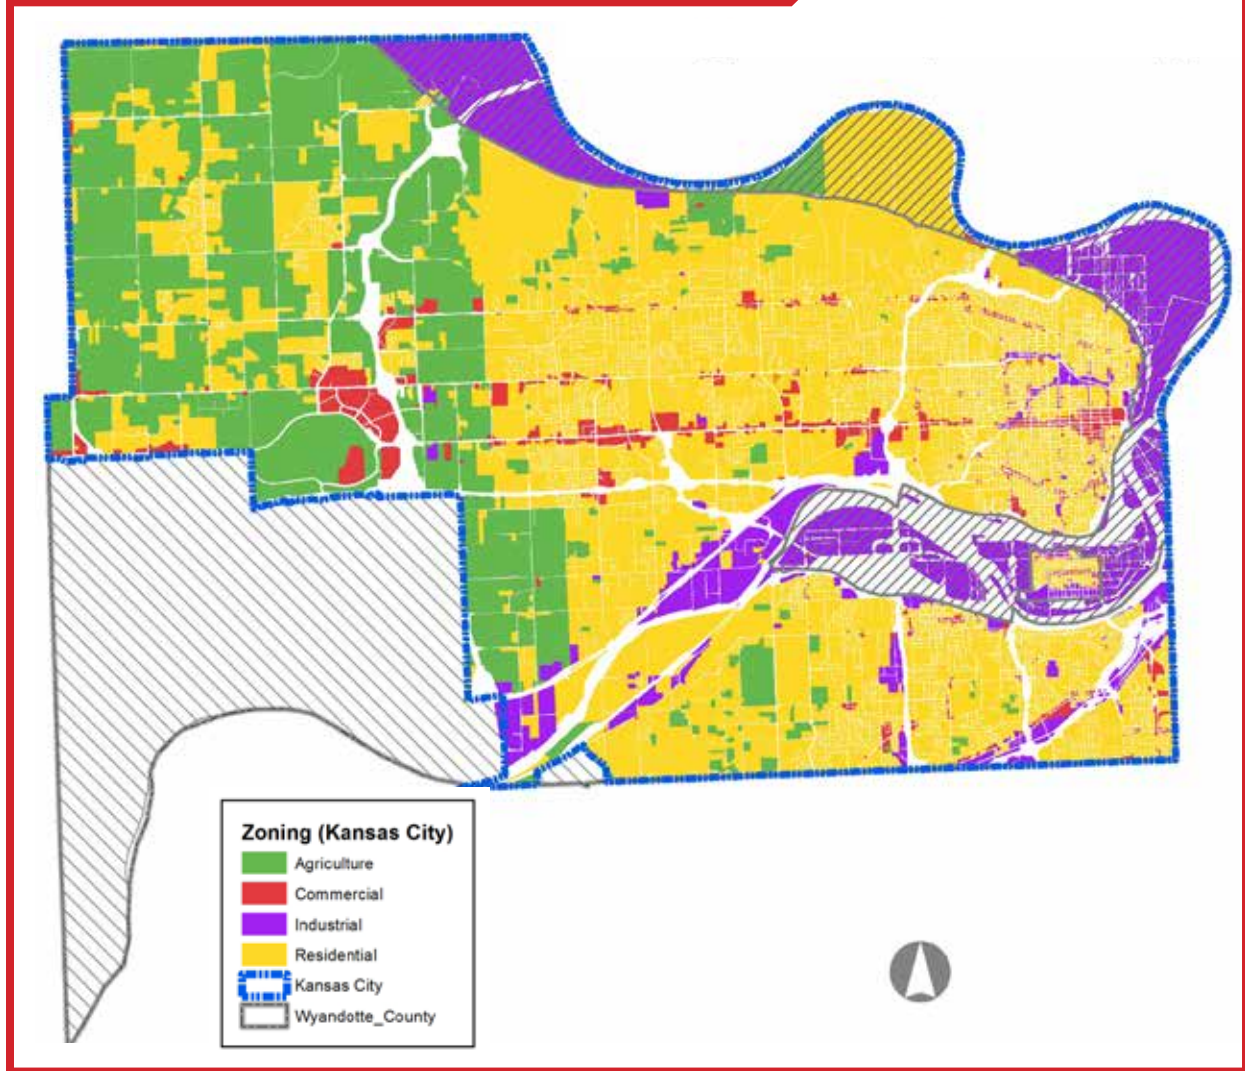 Zoning (Kansas City)
Agriculture
Commercial
Industrial
Residential
Kansas City
Wyandotte_County